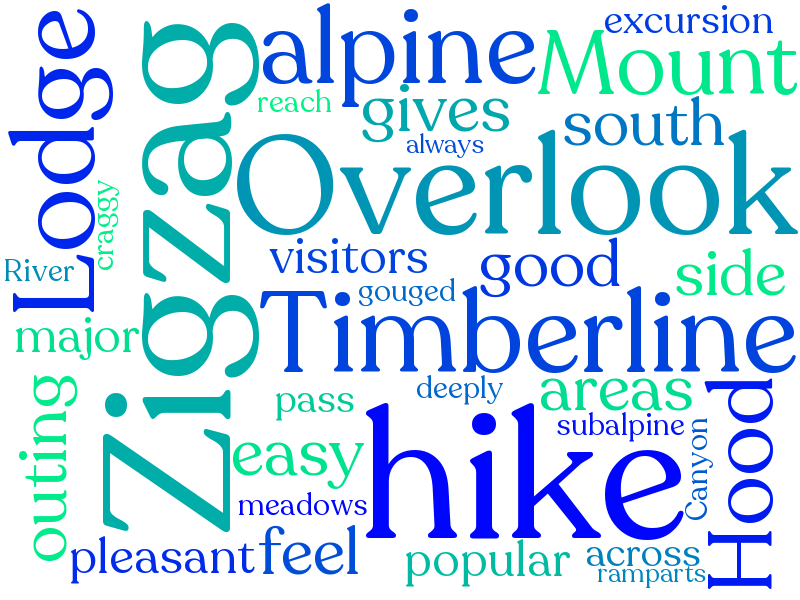 excursion
alpine
Mount
Lodge
Zigzag
reach
gives
south
always
Overlook
craggy
River
visitors
good
side
gouged
major
Timberline
deeply
areas
pass
outing
hike
subalpine
Hood
easy
Canyon
meadows
pleasant
feel
popular
across
ramparts